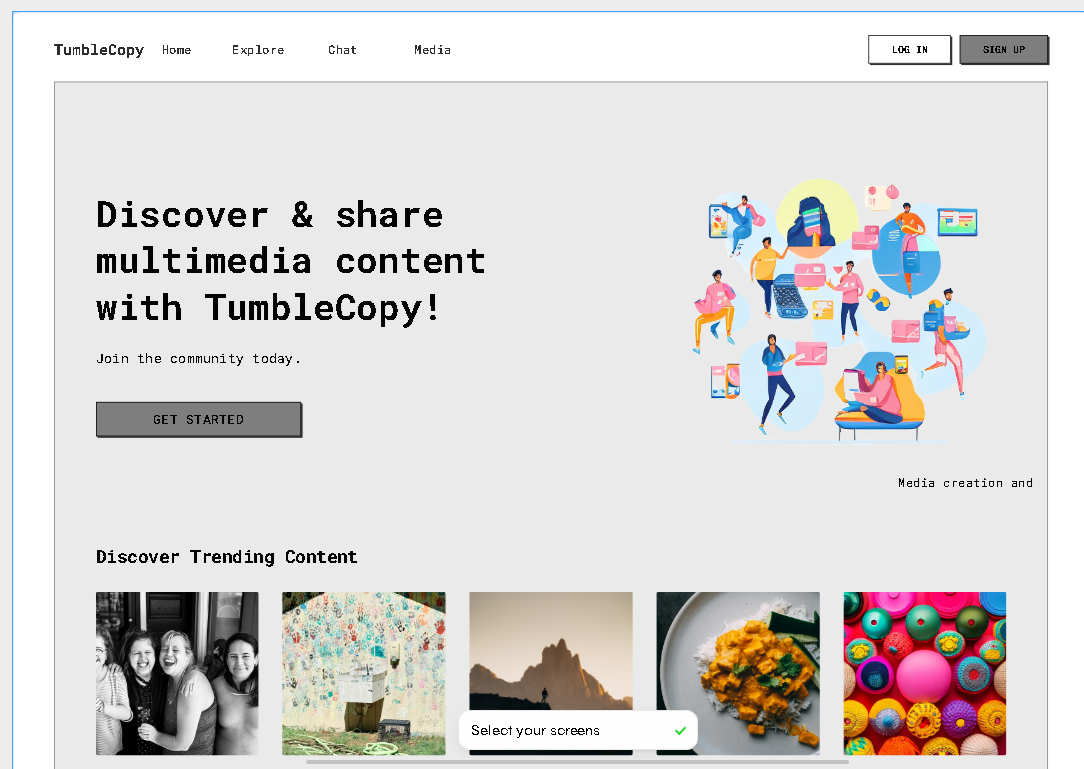 TumbleCopy Home Explore Chat Media LOG IN SIGN UP
Discover & share
multimedia content
with TumbleCopy!
Join the community today.
GET STARTED
Media creation and
Discover Trending Content
Select your screens